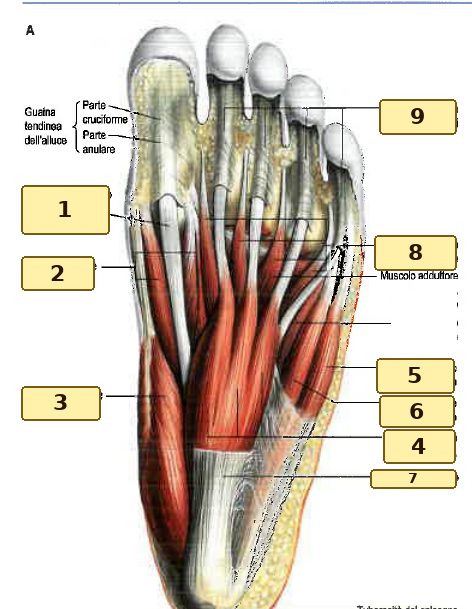 A
Guaina
tendinea
dell'alluce
Parte
cruciforme
Parte
anulare
1
2
3
9
8
Muscolo adduttore
5
6
4
7